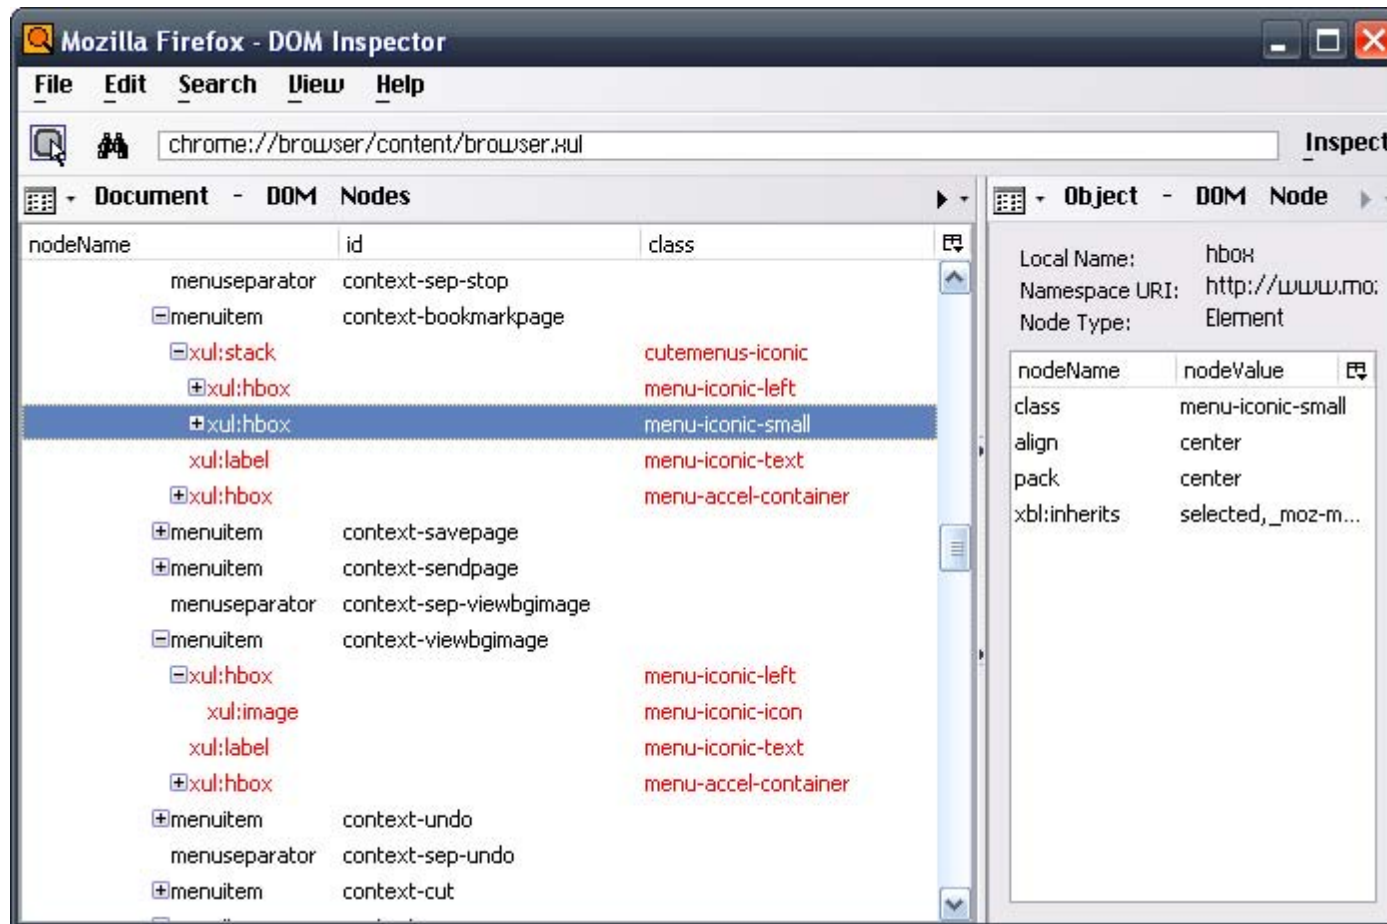 Mozilla Firefox - DOM Inspector
File Edit Search View Help
chrome://browser/content/browser.xul Inspect
Document - DOM Nodes
nodeName id class
menuseparator context-sep-stop
menuitem context-bookmarkpage
xul:stack cutemenus-iconic
xul:hbox menu-iconic-left
xul:hbox menu-iconic-small
xul:label menu-iconic-text
xul:hbox menu-accel-container
menuitem context-savepage
menuitem context-sendpage
menuseparator context-sep-viewbgimage
menuitem context-viewbgimage
xul:hbox menu-iconic-left
xul:image menu-iconic-icon
xul:label menu-iconic-text
xul:hbox menu-accel-container
menuitem context-undo
menuseparator context-sep-undo
menuitem context-cut
Object - DOM Node
Local Name: hbox
Namespace URI: http://www.mo
Node Type: Element
nodeName nodeValue
class menu-iconic-small
align center
pack center
xbl:inherits selected,_moz-m...